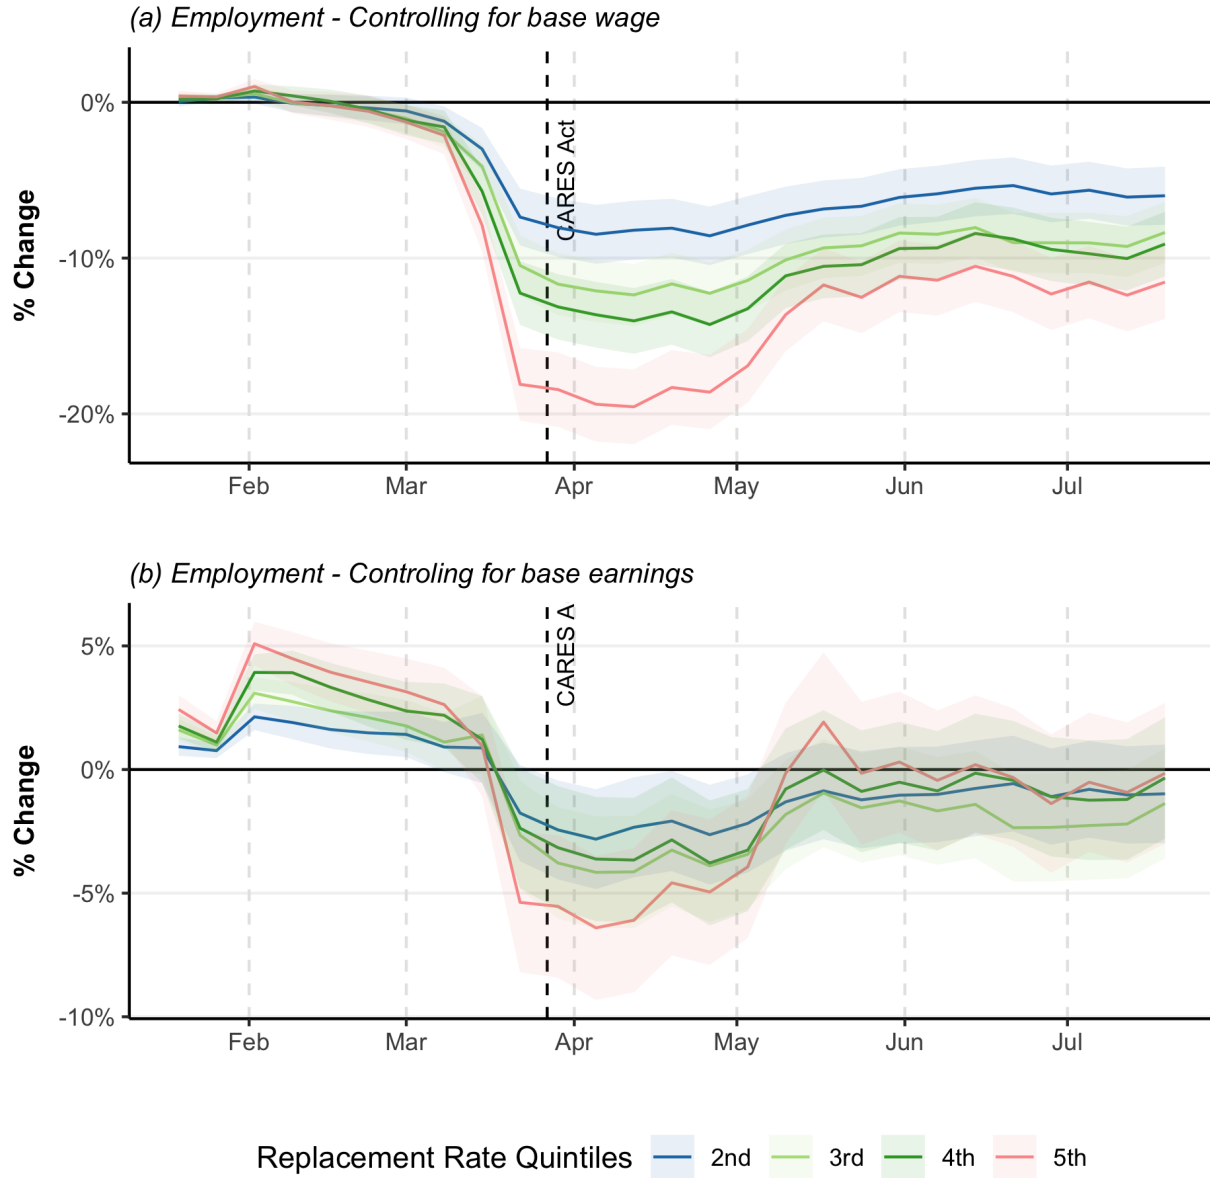 (a) Employment - Controlling for base wage
% Change
0%
-10%
-20%
CARES Act
Feb Mar Apr May Jun Jul
(b) Employment - Controling for base earnings
% Change
5%
0%
-5%
-10%
CARES A
Feb Mar Apr May Jun Jul
Replacement Rate Quintiles 2nd 3rd 4th 5th